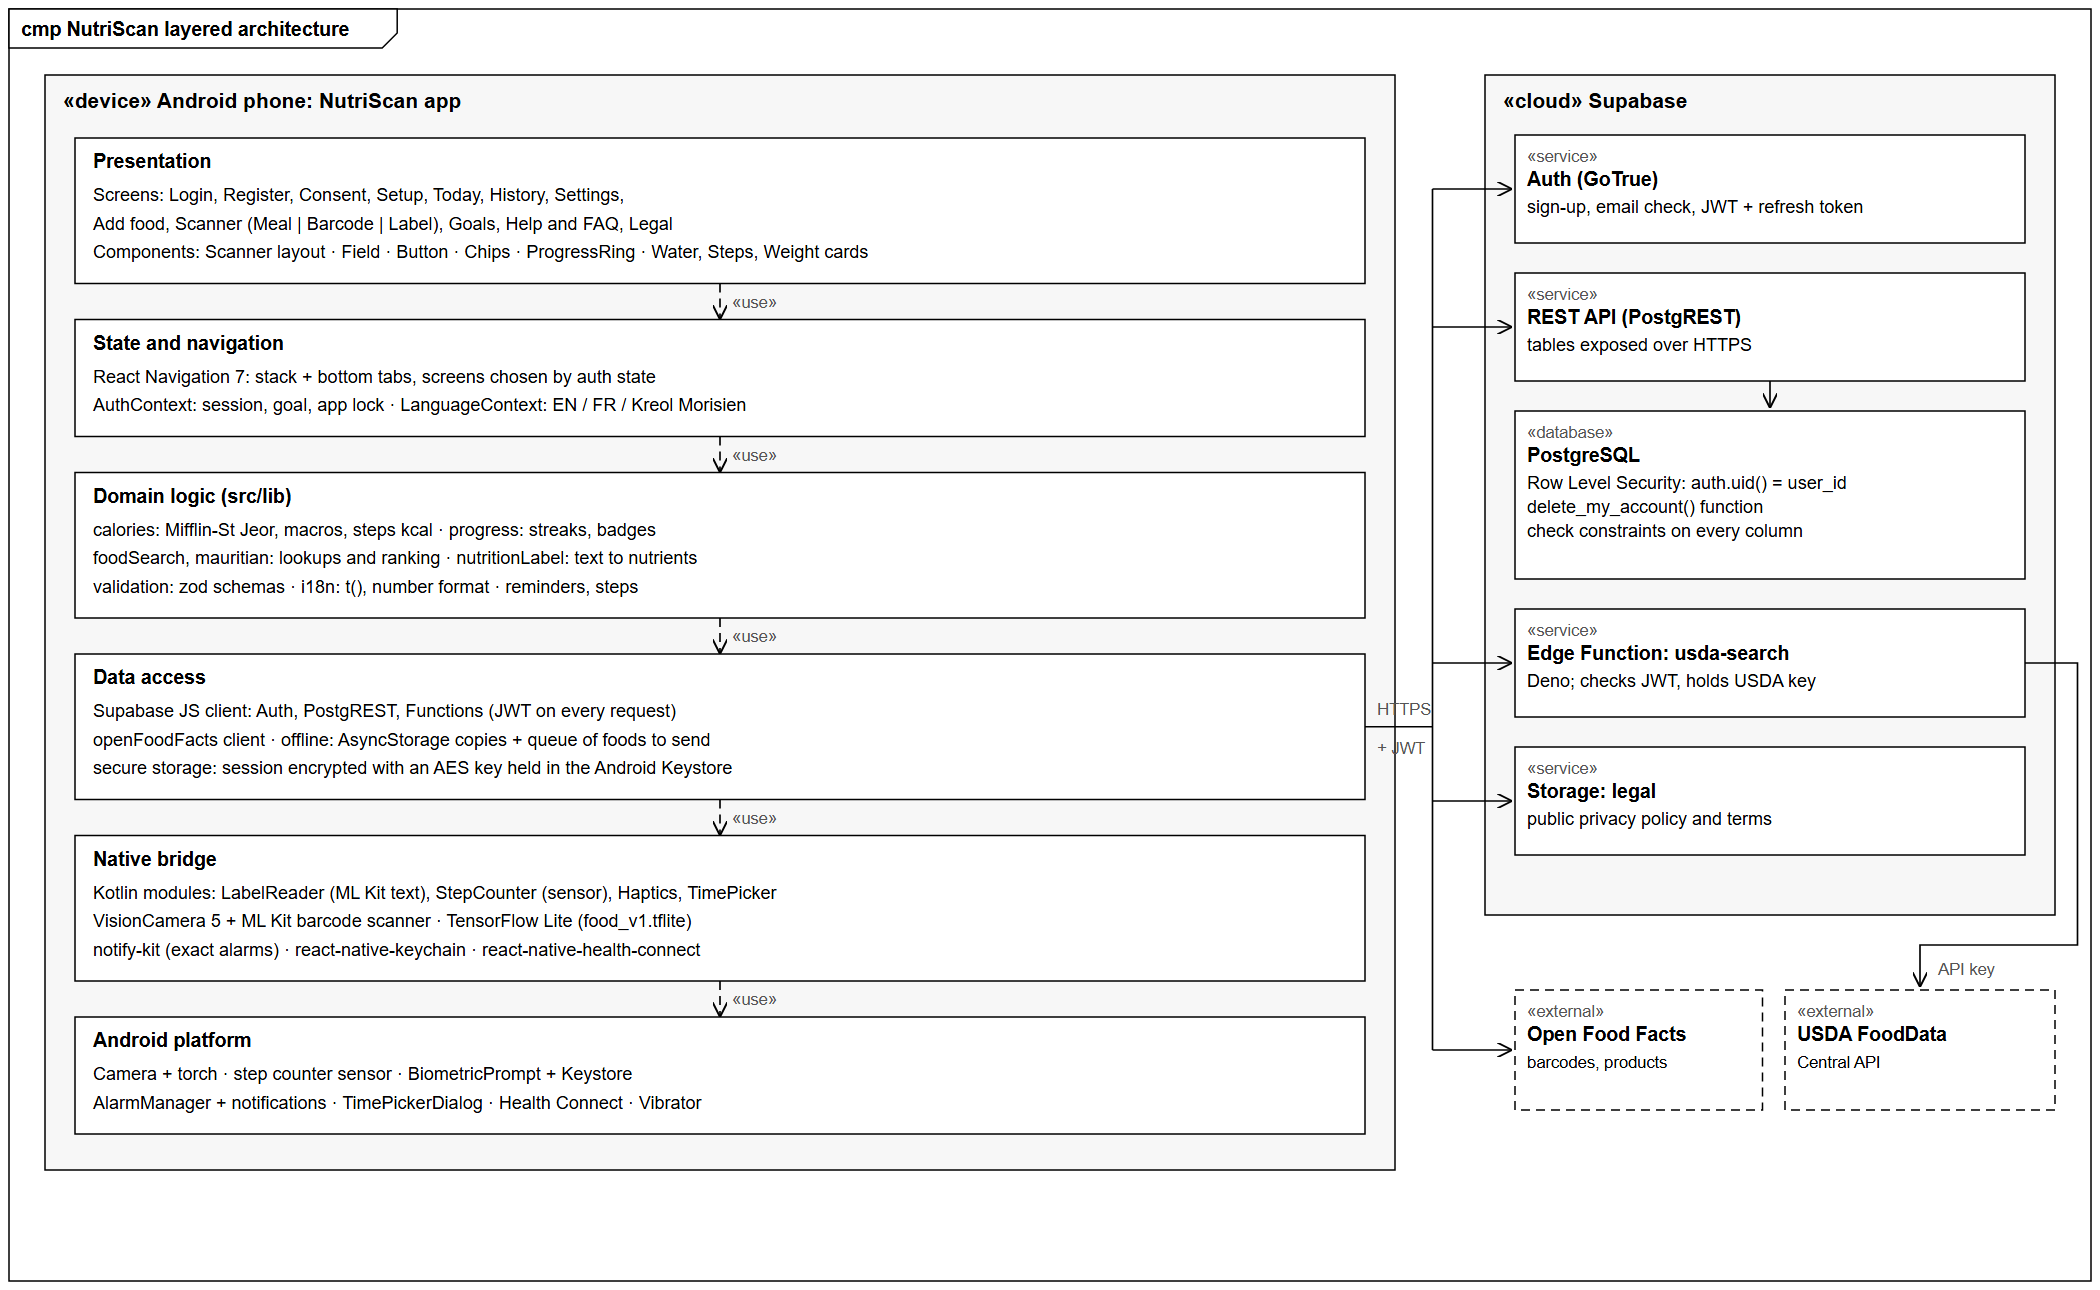 cmp NutriScan layered architecture
«device» Android phone: NutriScan app
Presentation
Screens: Login, Register, Consent, Setup, Today, History, Settings,
Add food, Scanner (Meal | Barcode | Label), Goals, Help and FAQ, Legal
Components: Scanner layout · Field · Button · Chips · ProgressRing · Water, Steps, Weight cards
«use»
State and navigation
React Navigation 7: stack + bottom tabs, screens chosen by auth state
AuthContext: session, goal, app lock · LanguageContext: EN / FR / Kreol Morisien
«use»
Domain logic (src/lib)
calories: Mifflin-St Jeor, macros, steps kcal · progress: streaks, badges
foodSearch, mauritian: lookups and ranking · nutritionLabel: text to nutrients
validation: zod schemas · i18n: t(), number format · reminders, steps
«use»
Data access
Supabase JS client: Auth, PostgREST, Functions (JWT on every request)
openFoodFacts client · offline: AsyncStorage copies + queue of foods to send
secure storage: session encrypted with an AES key held in the Android Keystore
«use»
Native bridge
Kotlin modules: LabelReader (ML Kit text), StepCounter (sensor), Haptics, TimePicker
VisionCamera 5 + ML Kit barcode scanner · TensorFlow Lite (food_v1.tflite)
notify-kit (exact alarms) · react-native-keychain · react-native-health-connect
«use»
Android platform
Camera + torch · step counter sensor · BiometricPrompt + Keystore
AlarmManager + notifications · TimePickerDialog · Health Connect · Vibrator
HTTPS
+ JWT
«cloud» Supabase
«service»
Auth (GoTrue)
sign-up, email check, JWT + refresh token
«service»
REST API (PostgREST)
tables exposed over HTTPS
«database»
PostgreSQL
Row Level Security: auth.uid() = user_id
delete_my_account() function
check constraints on every column
«service»
Edge Function: usda-search
Deno; checks JWT, holds USDA key
«service»
Storage: legal
public privacy policy and terms
API key
«external»
Open Food Facts
barcodes, products
«external»
USDA FoodData
Central API